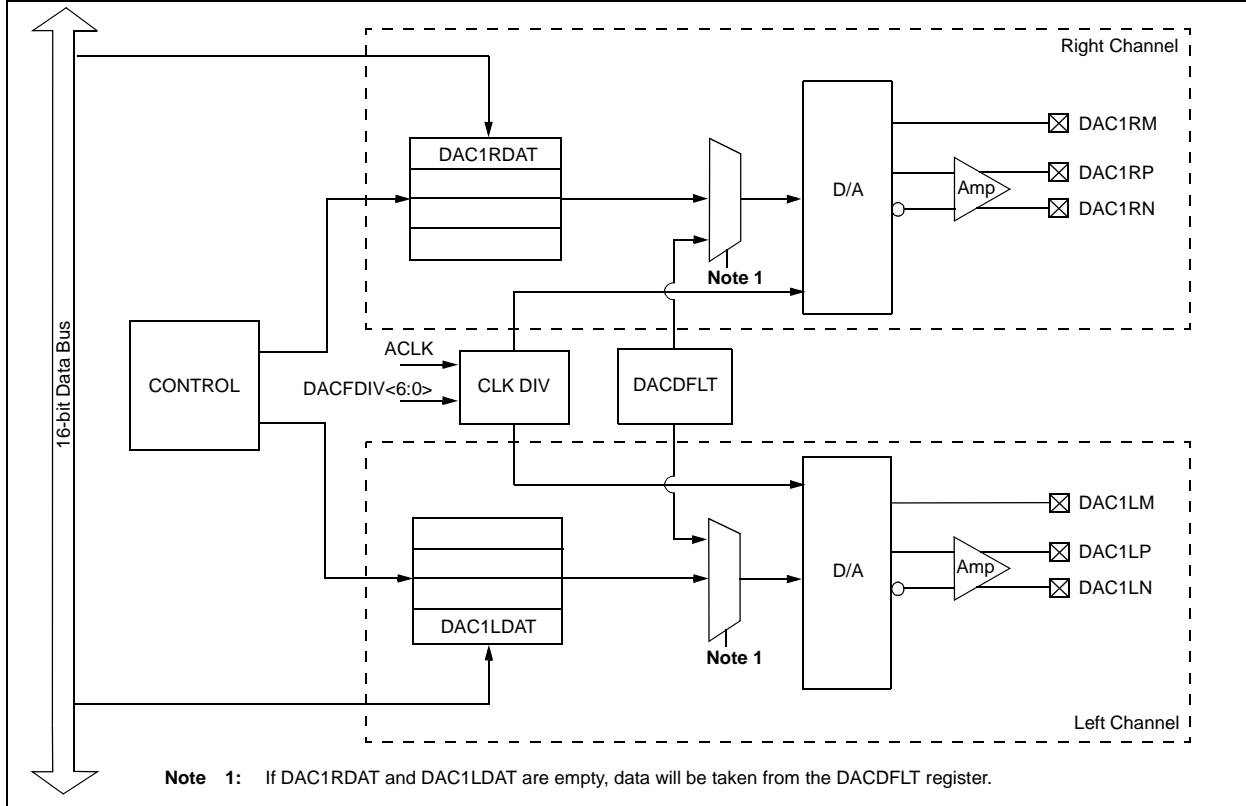 Right Channel
DAC1RM
DAC1RDAT
D/A
Amp
DAC1RP
DAC1RN
Note 1
16-bit Data Bus
CONTROL
ACLK
DACFDIV<6:0>
CLK DIV
DACDFLT
DAC1LM
D/A
Amp
DAC1LP
DAC1LN
DAC1LDAT
Note 1
Left Channel
Note 1: If DAC1RDAT and DAC1LDAT are empty, data will be taken from the DACDFLT register.